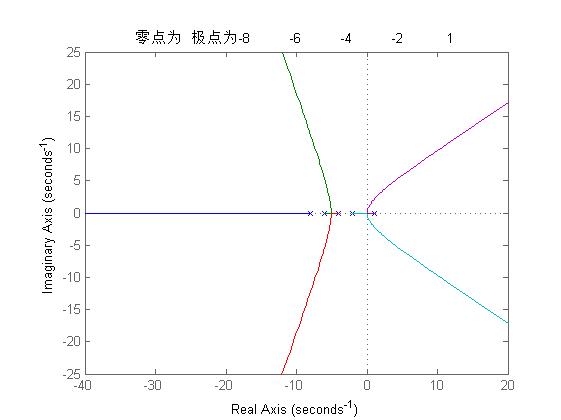 零点为 极点为-8 -6 -4 -2 1
25
20
15
10
5
0
-5
-10
-15
-20
-25
-40 -30 -20 -10 0 10 20
Imaginary Axis (seconds-1)
Real Axis (seconds-1)